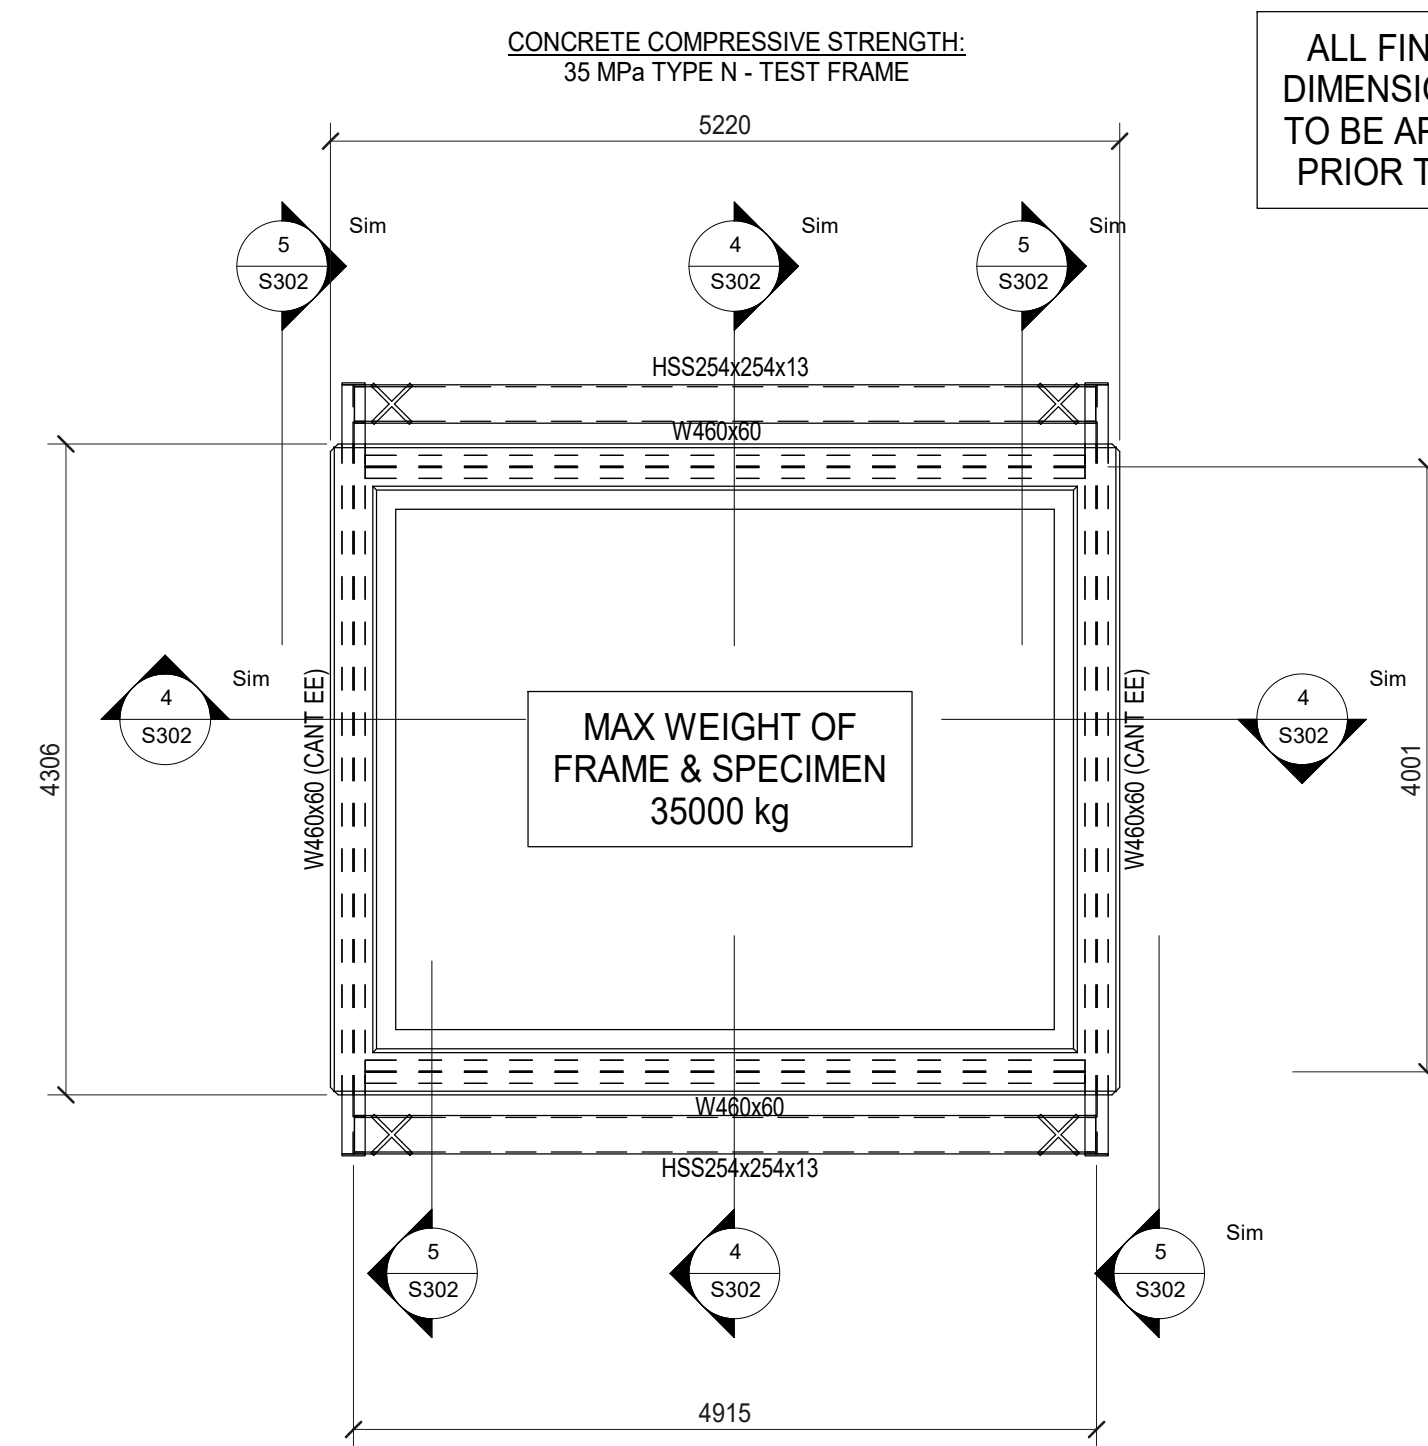 CONCRETE COMPRESSIVE STRENGTH:
35 MPa TYPE N - TEST FRAME
ALL FIN
DIMENSI
TO BE
PRIOR T
5220
5
S302
Sim
4
S302
Sim
5
S302
Sim
HSS254x254x13
W460x60
4306
4
S302
Sim
W460x60 (CANT EE)
MAX WEIGHT OF
FRAME & SPECIMEN
35000 kg
W460x60 (CANT EE)
4
S302
Sim
4001
W460x60
HSS254x254x13
5
S302
4
S302
5
S302
Sim
4915